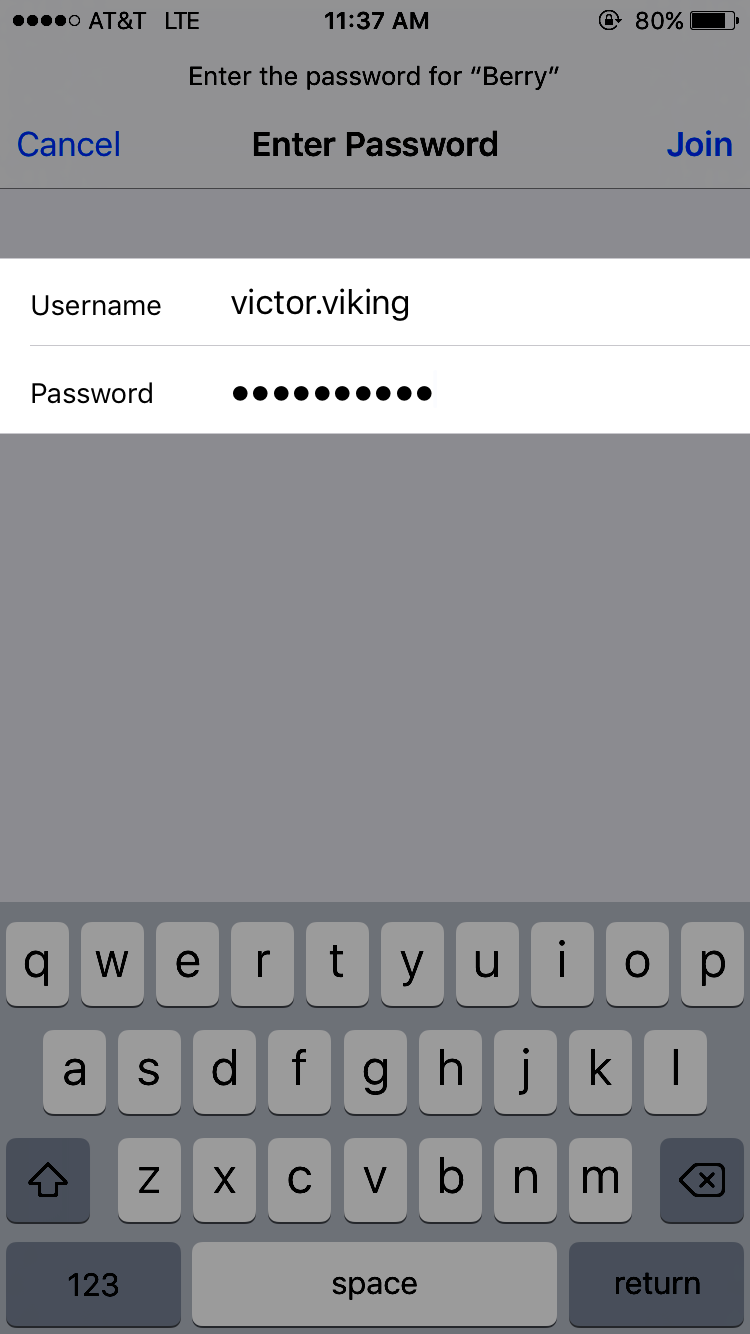 AT&T LTE 11:37 AM 80%
Enter the password for “Berry”
Cancel Enter Password Join
Username victor.viking
Password ●●●●●●●●●●
q w e r t y u i o p
a s d f g h j k l
z x c v b n m
123 space return